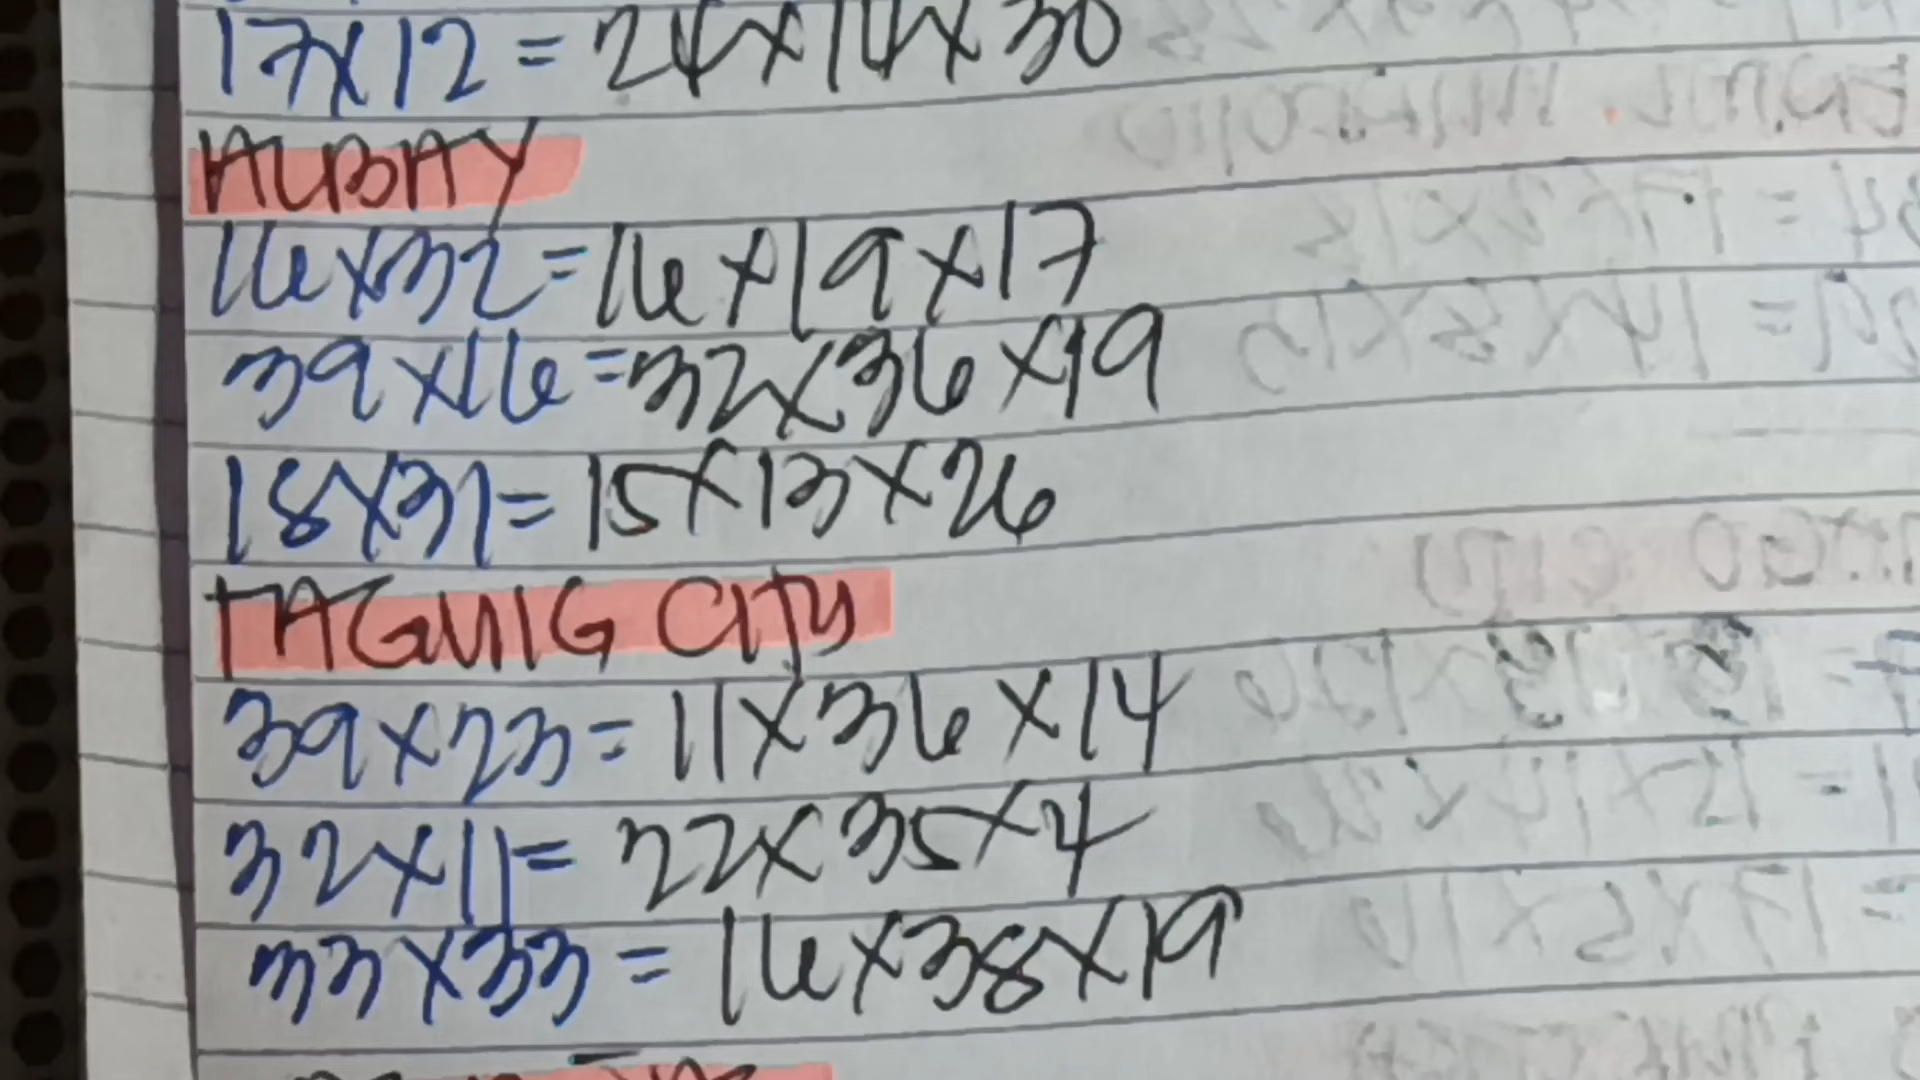 17x12 = 24x14x30
ALBAY
16x32=16x19x17
39x16=32x36x19
18x31=15x13x26
TAGUIG CITY
39x23=11x36x14
32x11=22x35x4
33x33=16x38x19